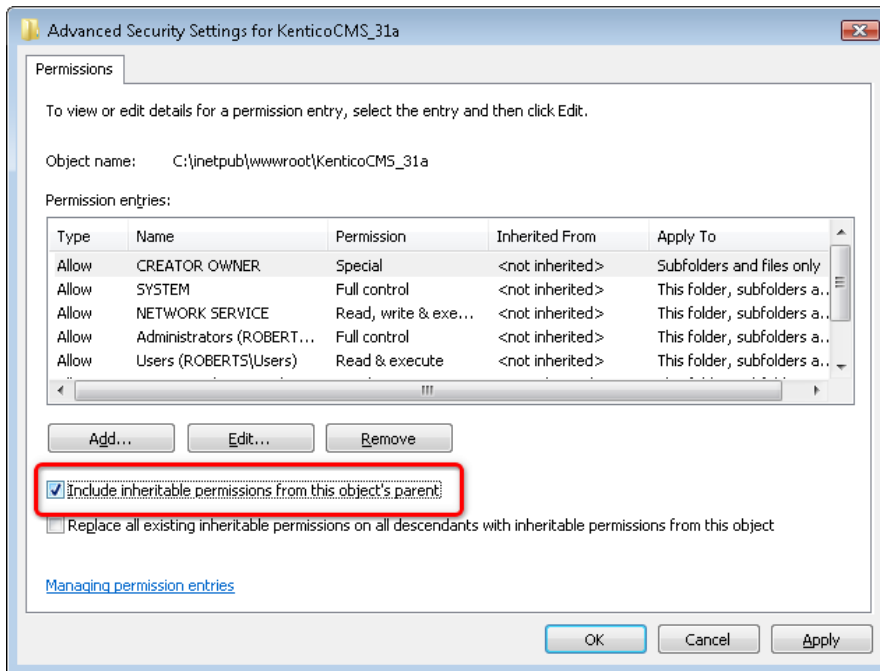 Advanced Security Settings for KenticoCMS_31a
Permissions
To view or edit details for a permission entry, select the entry and then click Edit.
Object name: C:\inetpub\wwwroot\KenticoCMS_31a
Permission entries:
Type Name Permission Inherited From Apply To
Allow CREATOR OWNER Special <not inherited> Subfolders and files only
Allow SYSTEM Full control <not inherited> This folder, subfolders a...
Allow NETWORK SERVICE Read, write & exe... <not inherited> This folder, subfolders a...
Allow Administrators (ROBERT... Full control <not inherited> This folder, subfolders a...
Allow Users (ROBERTS\Users) Read & execute <not inherited> This folder, subfolders a...
Add... Edit... Remove
Include inheritable permissions from this object's parent
Replace all existing inheritable permissions on all descendants with inheritable permissions from this object
Managing permission entries
OK Cancel Apply